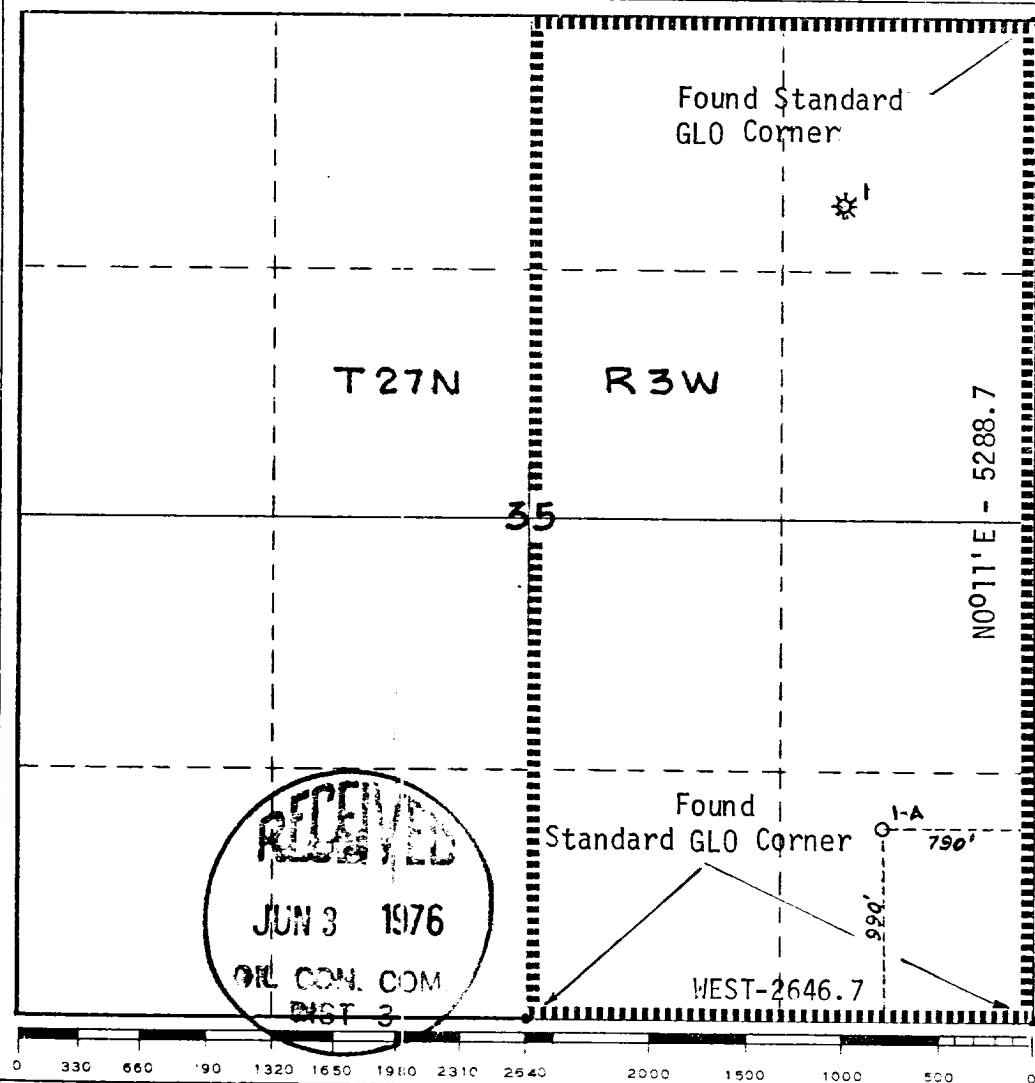 Found Standard
GLO Corner
1
T27N R3W
N0°11'E - 5288.7
35
Found
Standard GLO Corner
1-A
790'
990'
RECEIVED
JUN 3 1976
OIL CON. COM.
DIST. 3
WEST-2646.7
0 330 660 '90 1320 1650 1980 2310 2640 2000 1500 1000 500 0